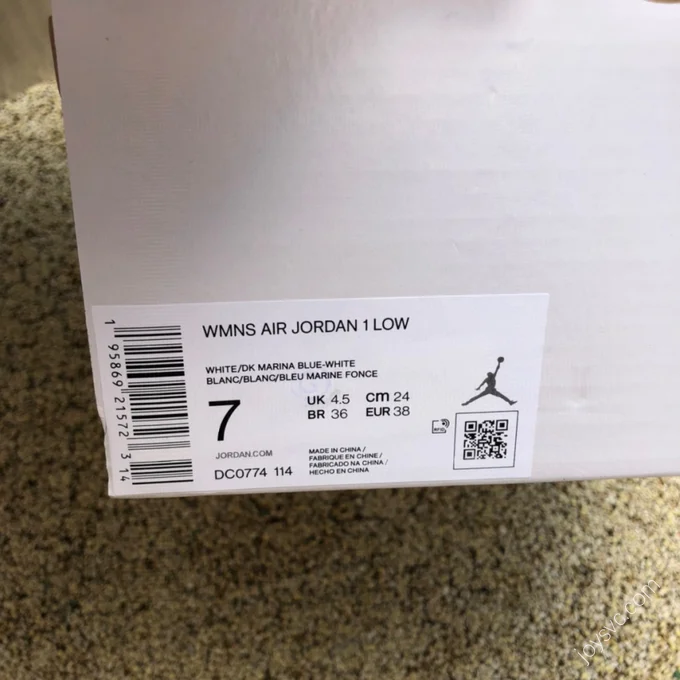 WMNS AIR JORDAN 1 LOW
WHITE/DK MARINA BLUE-WHITE
BLANC/BLANC/BLEU MARINE FONCE
7
UK 4.5 cm 24
BR 36 EUR 38
JORDAN.COM
DC0774 114
MADE IN CHINA /
FABRIQUE EN CHINE /
FABRICADO NA CHINA /
HECHO EN CHINA
1 95869 21572 3 14
joysvc.com